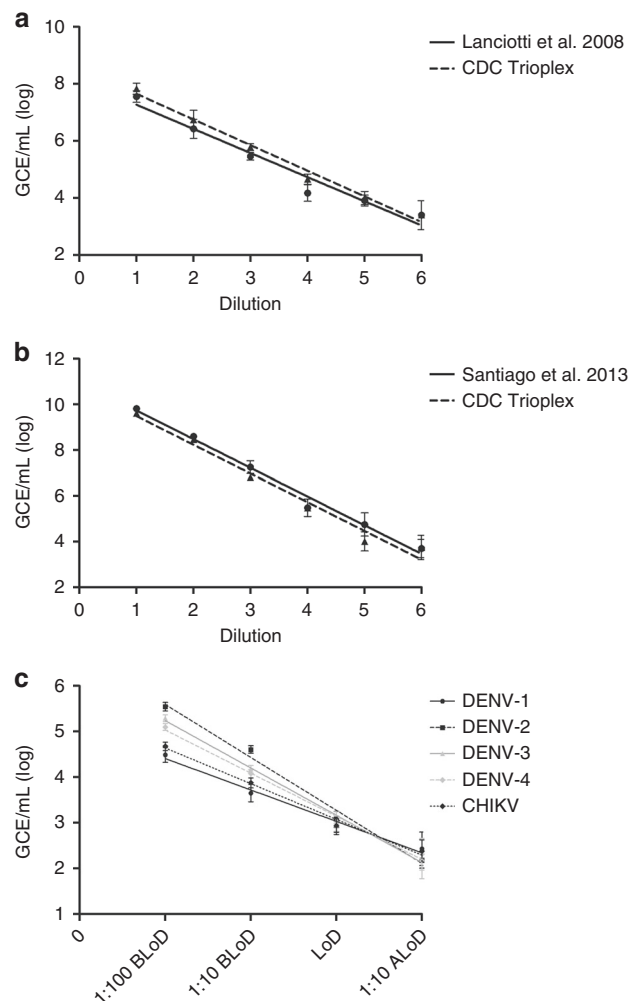 a
10
8
6
4
2
GCE/mL (log)
0 1 2 3 4 5 6
Dilution
Lanciotti et al. 2008
CDC Trioplex
b
12
10
8
6
4
2
GCE/mL (log)
0 1 2 3 4 5 6
Dilution
Santiago et al. 2013
CDC Trioplex
c
6
5
4
3
2
1
GCE/mL (log)
0
1:100 BLoD
1:10 BLoD
LoD
1:10 ALoD
DENV-1
DENV-2
DENV-3
DENV-4
CHIKV